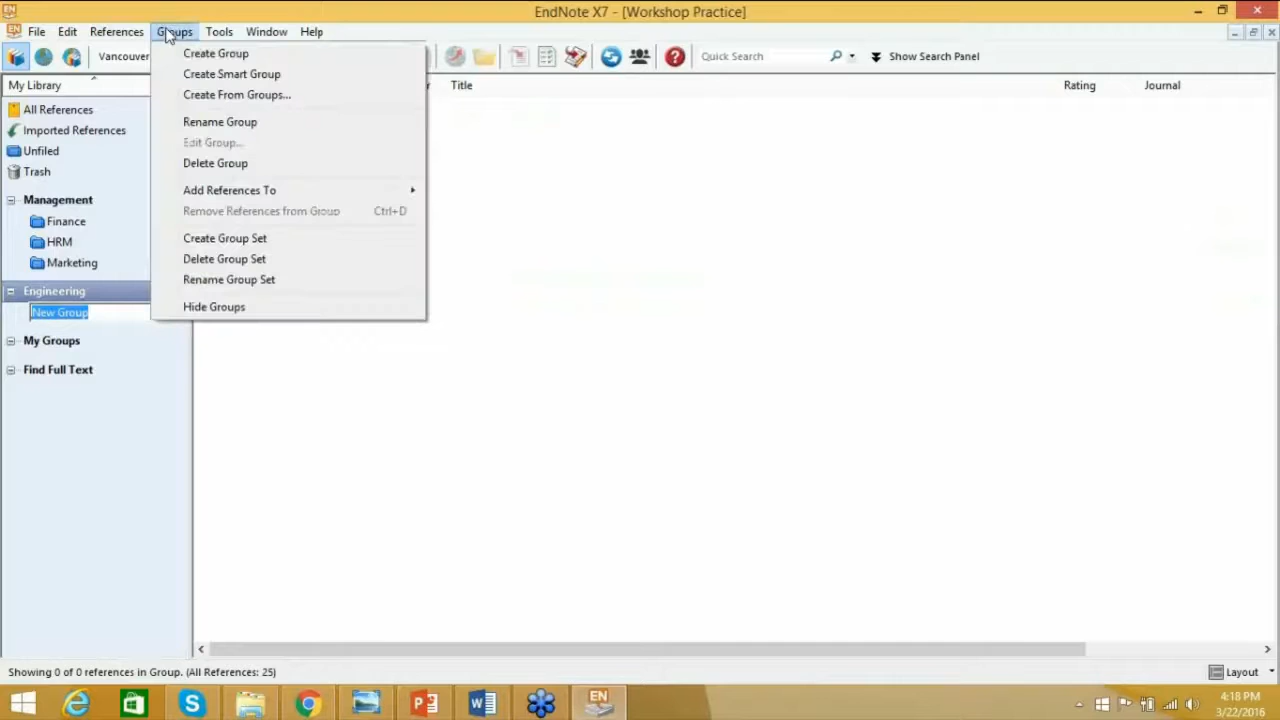 EndNote X7 - [Workshop Practice]
File Edit References Groups Tools Window Help
Vancouver Quick Search Show Search Panel
My Library Title Rating Journal
All References
Imported References
Unfiled
Trash
Management
Finance
HRM
Marketing
Engineering
New Group
My Groups
Find Full Text
Create Group
Create Smart Group
Create From Groups...
Rename Group
Edit Group...
Delete Group
Add References To
Remove References from Group Ctrl+D
Create Group Set
Delete Group Set
Rename Group Set
Hide Groups
Showing 0 of 0 references in Group. (All References: 25)
Layout
4:18 PM
3/22/2016